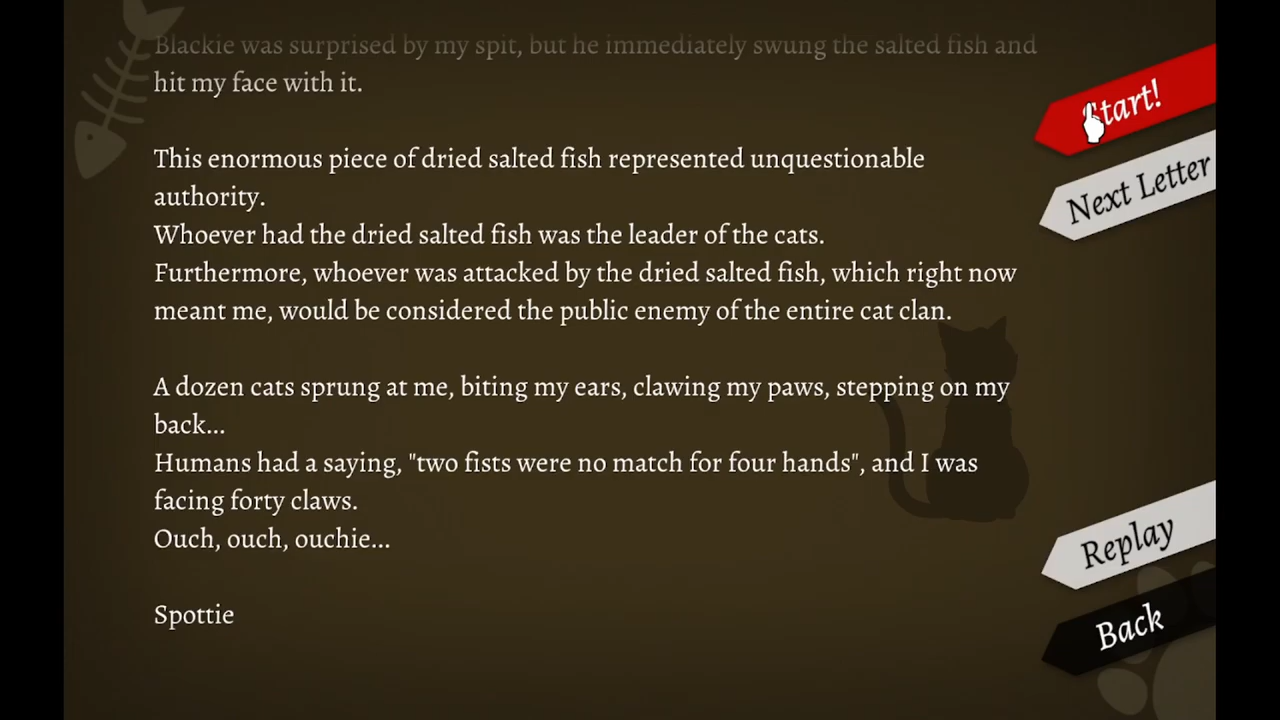 Blackie was surprised by my spit, but he immediately swung the salted fish and
hit my face with it.
This enormous piece of dried salted fish represented unquestionable
authority.
Whoever had the dried salted fish was the leader of the cats.
Furthermore, whoever was attacked by the dried salted fish, which right now
meant me, would be considered the public enemy of the entire cat clan.
A dozen cats sprung at me, biting my ears, clawing my paws, stepping on my
back...
Humans had a saying, "two fists were no match for four hands", and I was
facing forty claws.
Ouch, ouch, ouchie...
Spottie
Start!
Next Letter
Replay
Back